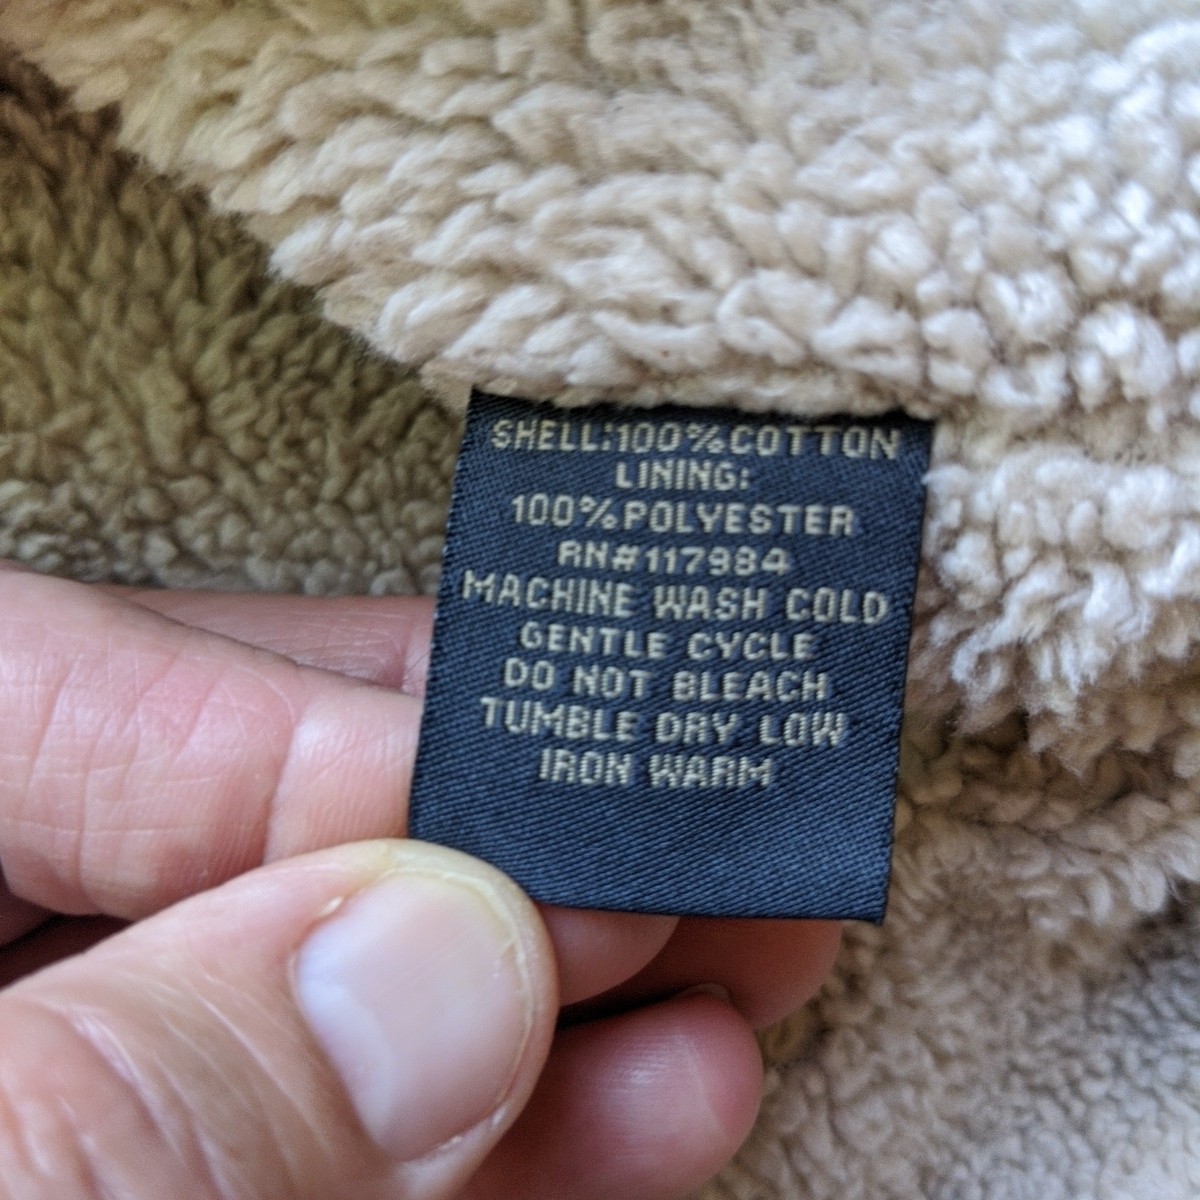 SHELL:100%COTTON
LINING:
100%POLYESTER
RN#117984
MACHINE WASH COLD
GENTLE CYCLE
DO NOT BLEACH
TUMBLE DRY LOW
IRON WARM